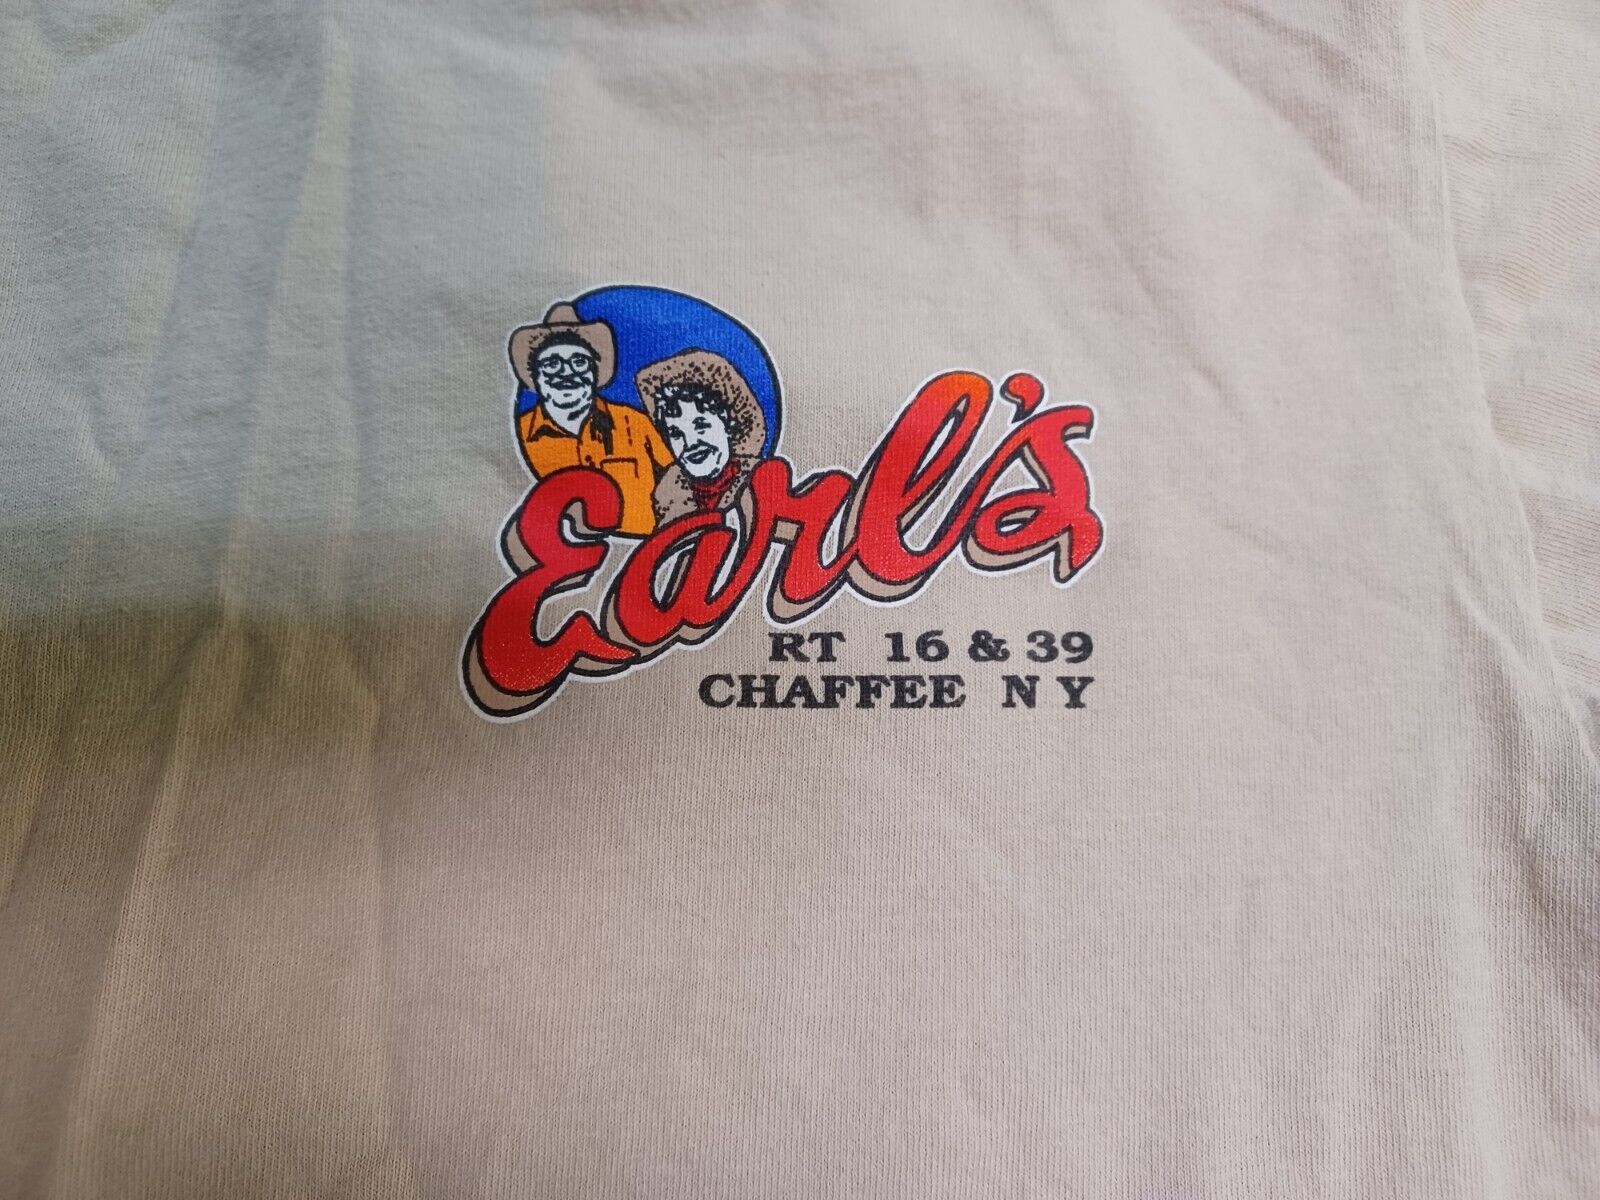 Earl's
RT 16 & 39
CHAFFEE N Y